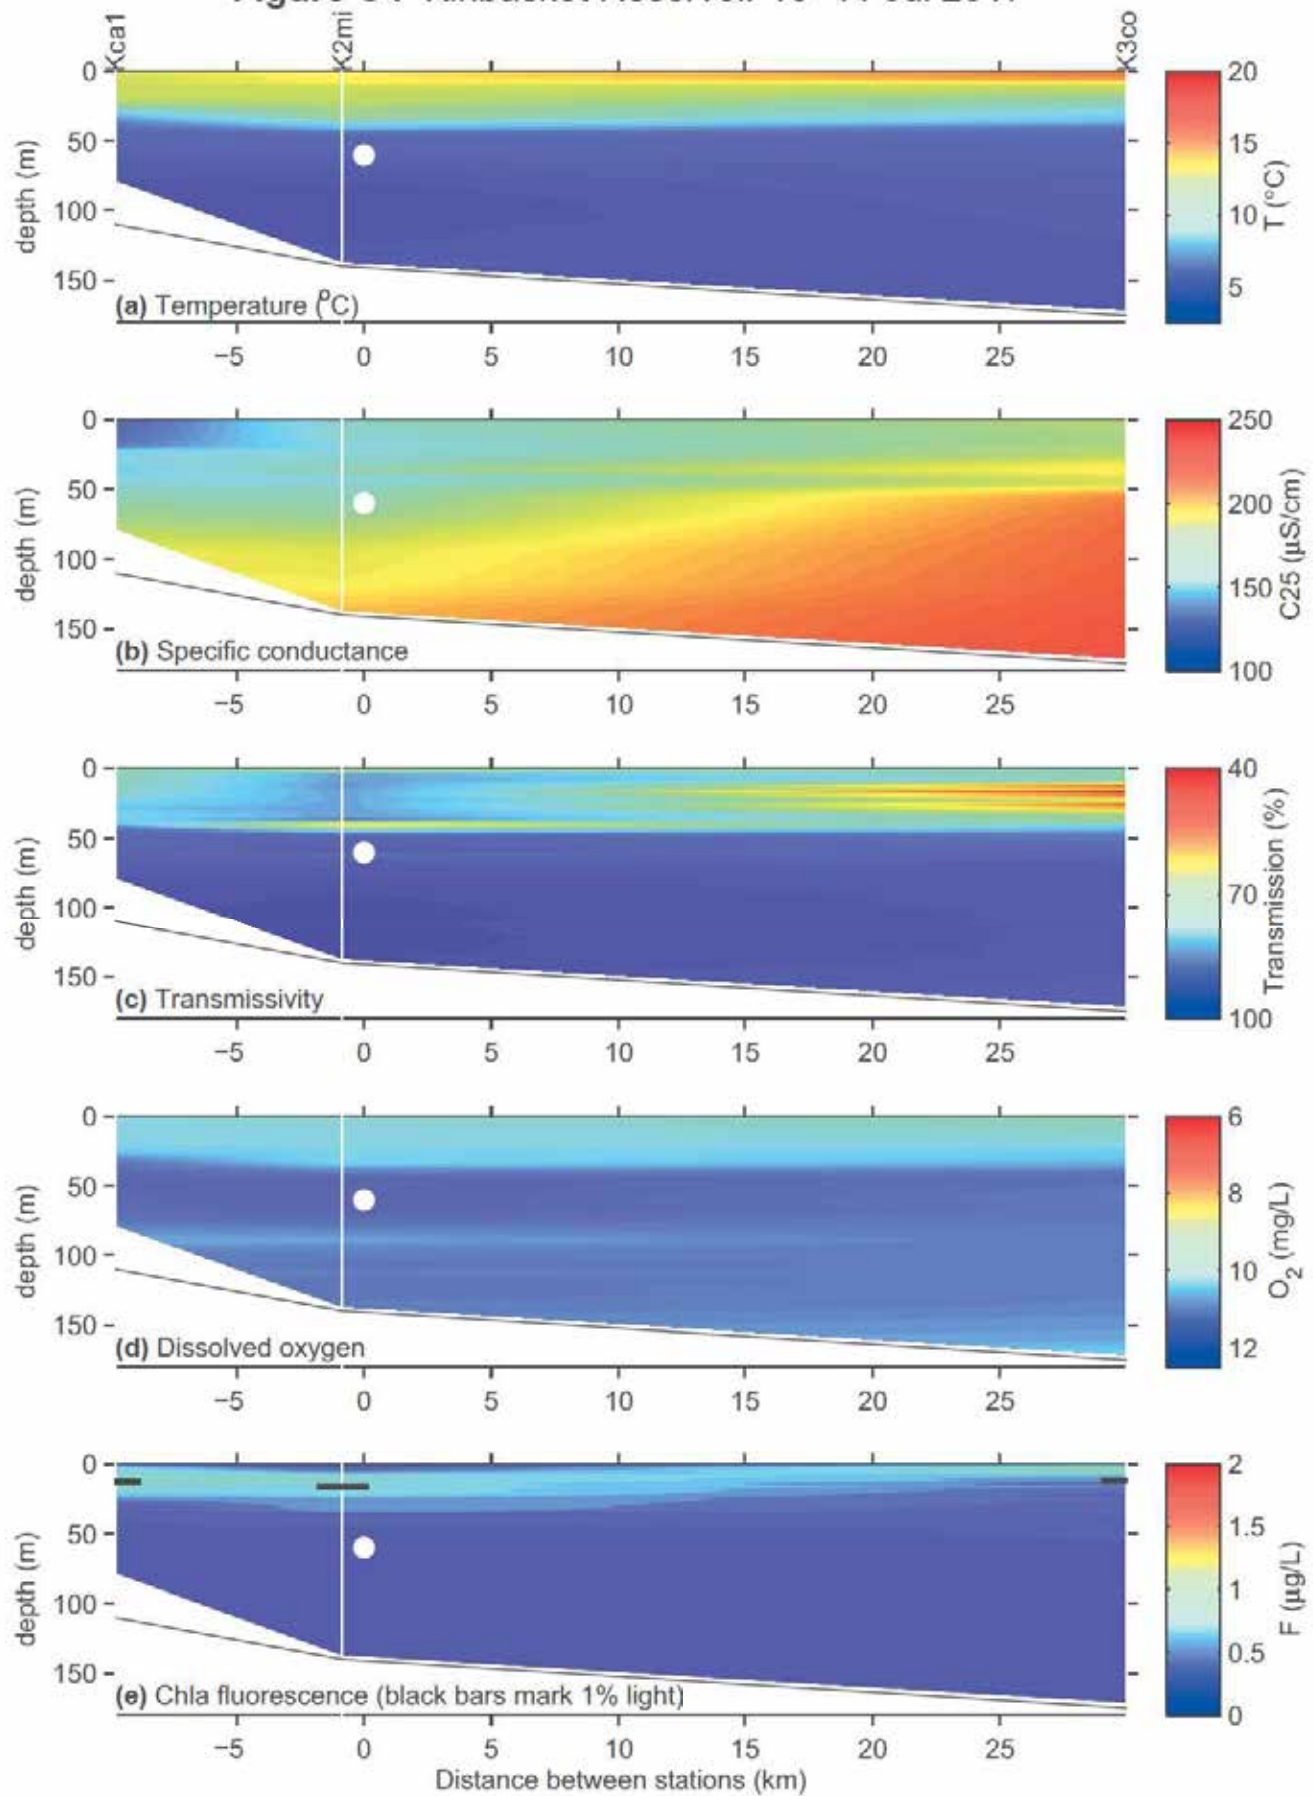 Kca1 K2mi K3co
0
50
100
150
depth (m)
(a) Temperature (°C)
−5 0 5 10 15 20 25
20
15
10
5
T (°C)
0
50
100
150
depth (m)
(b) Specific conductance
−5 0 5 10 15 20 25
250
200
150
100
C25 (µS/cm)
0
50
100
150
depth (m)
(c) Transmissivity
−5 0 5 10 15 20 25
40
70
100
Transmission (%)
0
50
100
150
depth (m)
(d) Dissolved oxygen
−5 0 5 10 15 20 25
6
8
10
12
O2 (mg/L)
0
50
100
150
depth (m)
(e) Chla fluorescence (black bars mark 1% light)
−5 0 5 10 15 20 25
2
1.5
1
0.5
0
F (µg/L)
Distance between stations (km)